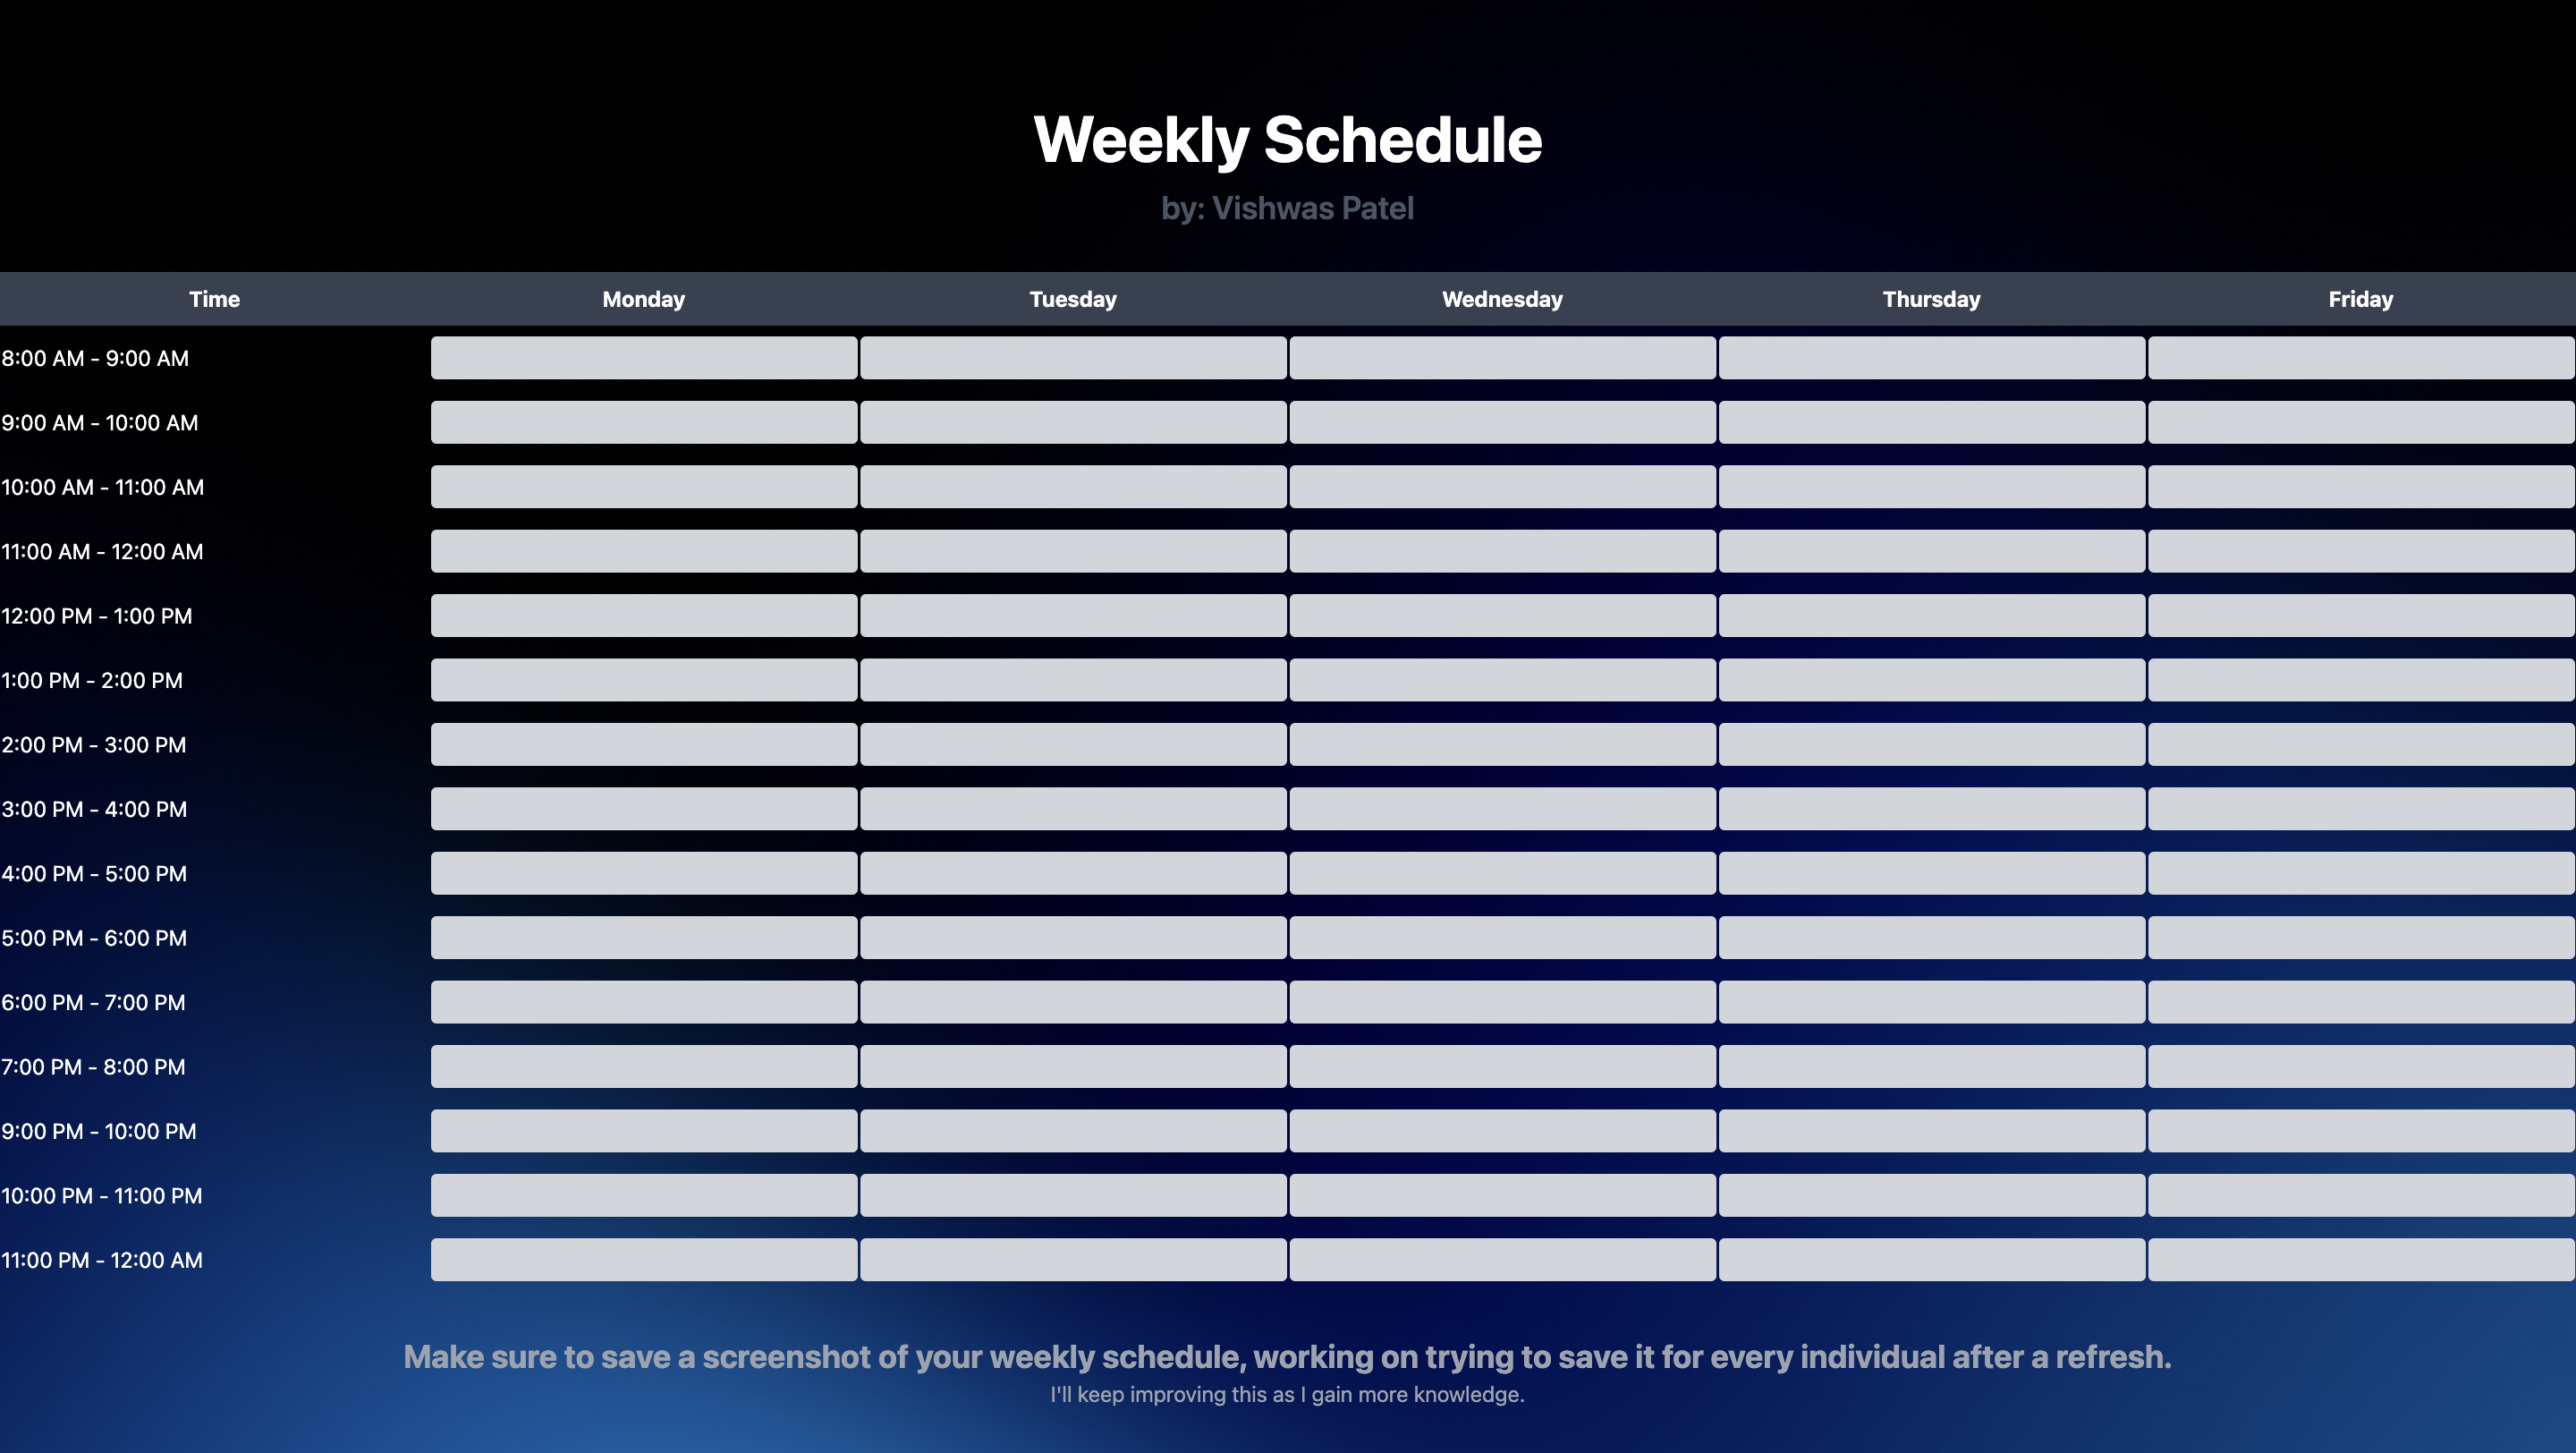 Weekly Schedule
by: Vishwas Patel
Time Monday Tuesday Wednesday Thursday Friday
8:00 AM - 9:00 AM
9:00 AM - 10:00 AM
10:00 AM - 11:00 AM
11:00 AM - 12:00 AM
12:00 PM - 1:00 PM
1:00 PM - 2:00 PM
2:00 PM - 3:00 PM
3:00 PM - 4:00 PM
4:00 PM - 5:00 PM
5:00 PM - 6:00 PM
6:00 PM - 7:00 PM
7:00 PM - 8:00 PM
9:00 PM - 10:00 PM
10:00 PM - 11:00 PM
11:00 PM - 12:00 AM
Make sure to save a screenshot of your weekly schedule, working on trying to save it for every individual after a refresh.
I'll keep improving this as I gain more knowledge.